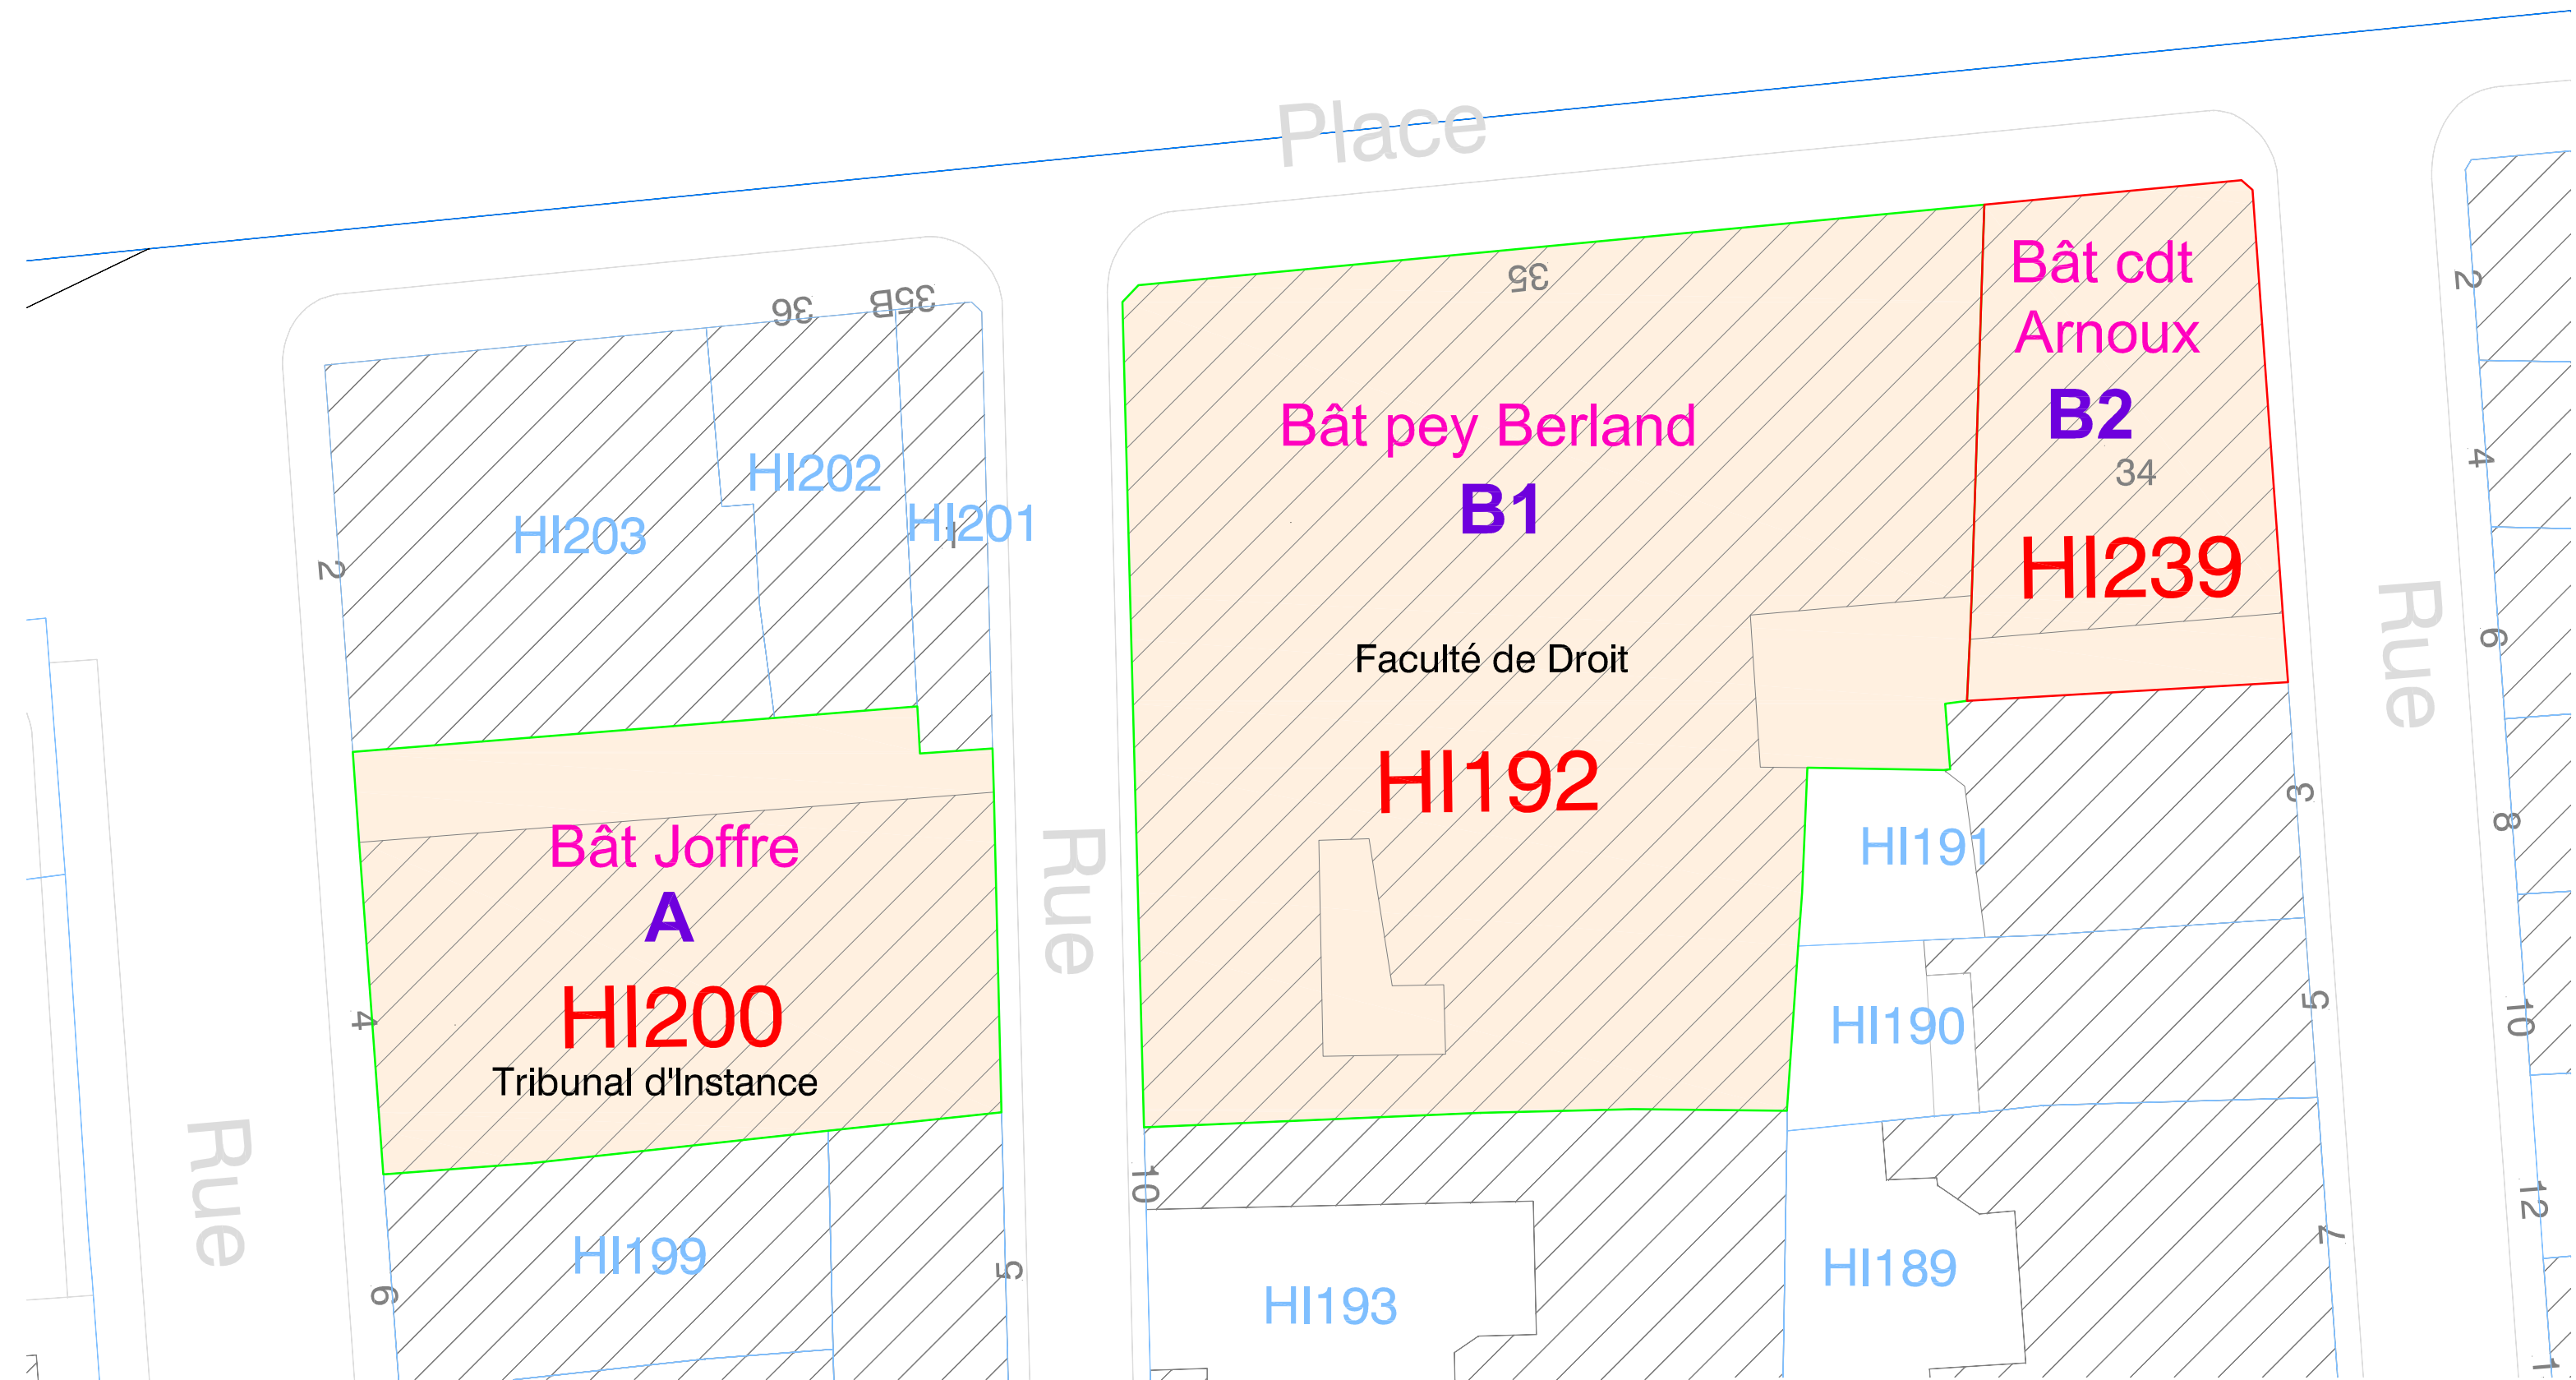 Place
36
35B
35
Bât cdt
Arnoux
B2
34
HI239
Bât pey Berland
B1
Faculté de Droit
HI192
HI203
HI202
HI201
1
2
Bât Joffre
A
HI200
Tribunal d'Instance
4
Rue
Rue
Rue
HI191
HI190
HI189
HI193
HI199
6
5
10
3
5
7
2
4
6
8
10
12
1